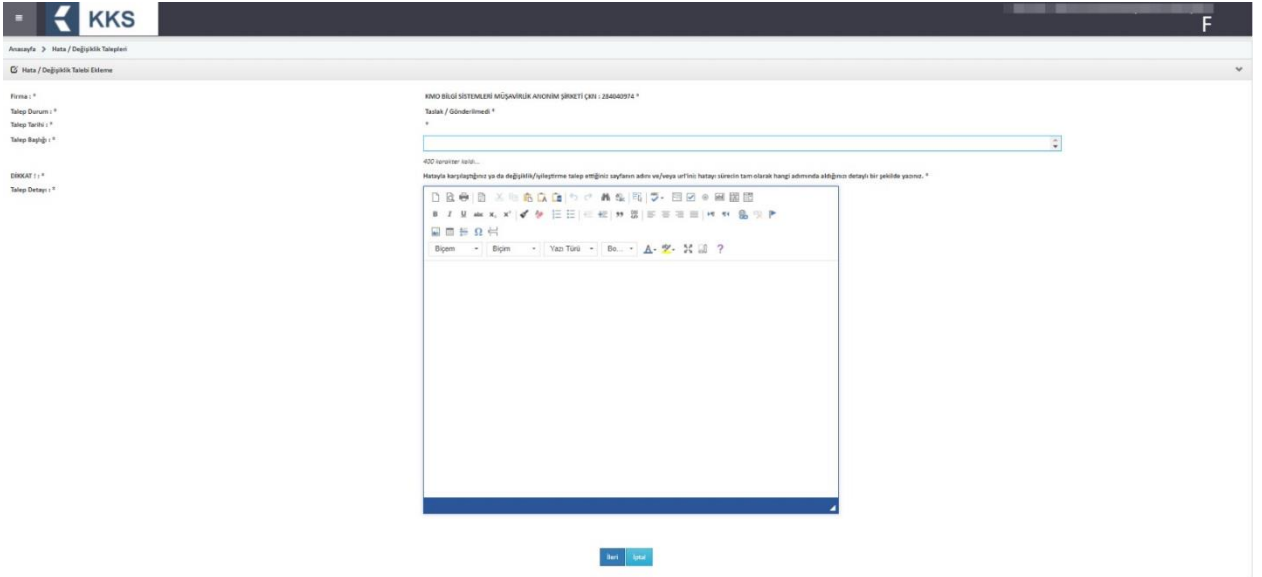 KKS
F
Anasayfa > Hata / Değişiklik Talepleri
Hata / Değişiklik Talebi Ekleme
Firma : * KMO BİLGİ SİSTEMLERİ MÜŞAVİRLİK ANONİM ŞİRKETİ ÇKN : 284040974 *
Talep Durum : * Taslak / Gönderilmedi *
Talep Tarihi : * *
Talep Başlığı : *
400 karakter kaldı...
DİKKAT ! : * Hatayla karşılaştığınız ya da değişiklik/iyileştirme talep ettiğiniz sayfanın adını ve/veya url'ini; hatayı sürecin tam olarak hangi adımında aldığınızı detaylı bir şekilde yazınız. *
Talep Detayı : *
B I U abc x, x' Ω
Biçem Biçim Yazı Türü Bo... A ?
İleri İptal